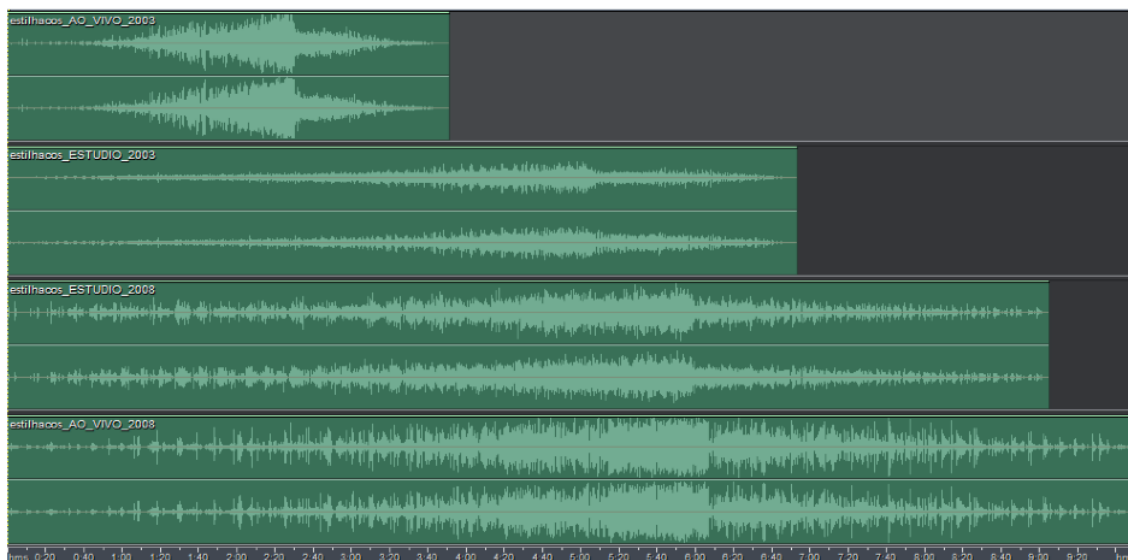 estilhacos_AO_VIVO_2003
estilhacos_ESTUDIO_2003
estilhacos_ESTUDIO_2008
estilhacos_AO_VIVO_2008
hms 0:20 0:40 1:00 1:20 1:40 2:00 2:20 2:40 3:00 3:20 3:40 4:00 4:20 4:40 5:00 5:20 5:40 6:00 6:20 6:40 7:00 7:20 7:40 8:00 8:20 8:40 9:00 9:20